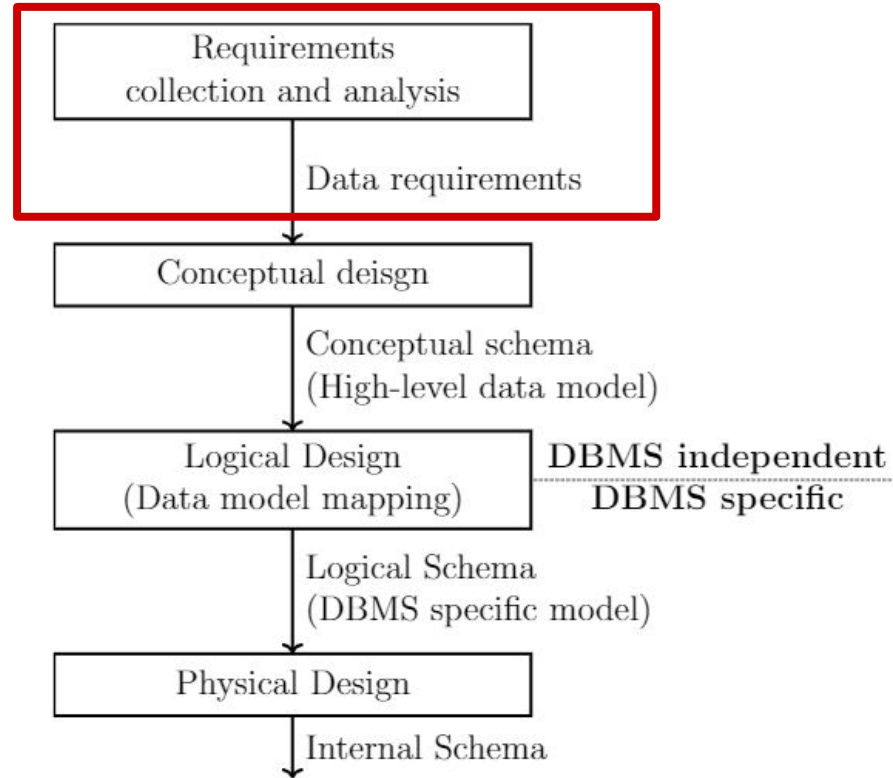 Requirements
collection and analysis
Data requirements
Conceptual deisgn
Conceptual schema
(High-level data model)
Logical Design
(Data model mapping)
DBMS independent
DBMS specific
Logical Schema
(DBMS specific model)
Physical Design
Internal Schema